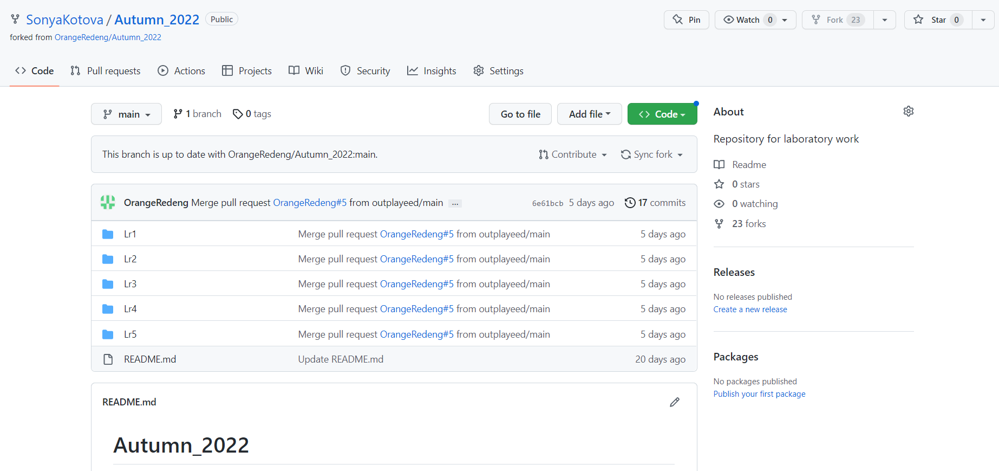 SonyaKotova / Autumn_2022 Public
Pin Watch 0 Fork 23 Star 0
forked from OrangeRedeng/Autumn_2022
Code Pull requests Actions Projects Wiki Security Insights Settings
main 1 branch 0 tags Go to file Add file Code
This branch is up to date with OrangeRedeng/Autumn_2022:main. Contribute Sync fork
OrangeRedeng Merge pull request OrangeRedeng#5 from outplayeed/main ... 6e61bcb 5 days ago 17 commits
Lr1 Merge pull request OrangeRedeng#5 from outplayeed/main 5 days ago
Lr2 Merge pull request OrangeRedeng#5 from outplayeed/main 5 days ago
Lr3 Merge pull request OrangeRedeng#5 from outplayeed/main 5 days ago
Lr4 Merge pull request OrangeRedeng#5 from outplayeed/main 5 days ago
Lr5 Merge pull request OrangeRedeng#5 from outplayeed/main 5 days ago
README.md Update README.md 20 days ago
README.md
Autumn_2022
About
Repository for laboratory work
Readme
0 stars
0 watching
23 forks
Releases
No releases published
Create a new release
Packages
No packages published
Publish your first package